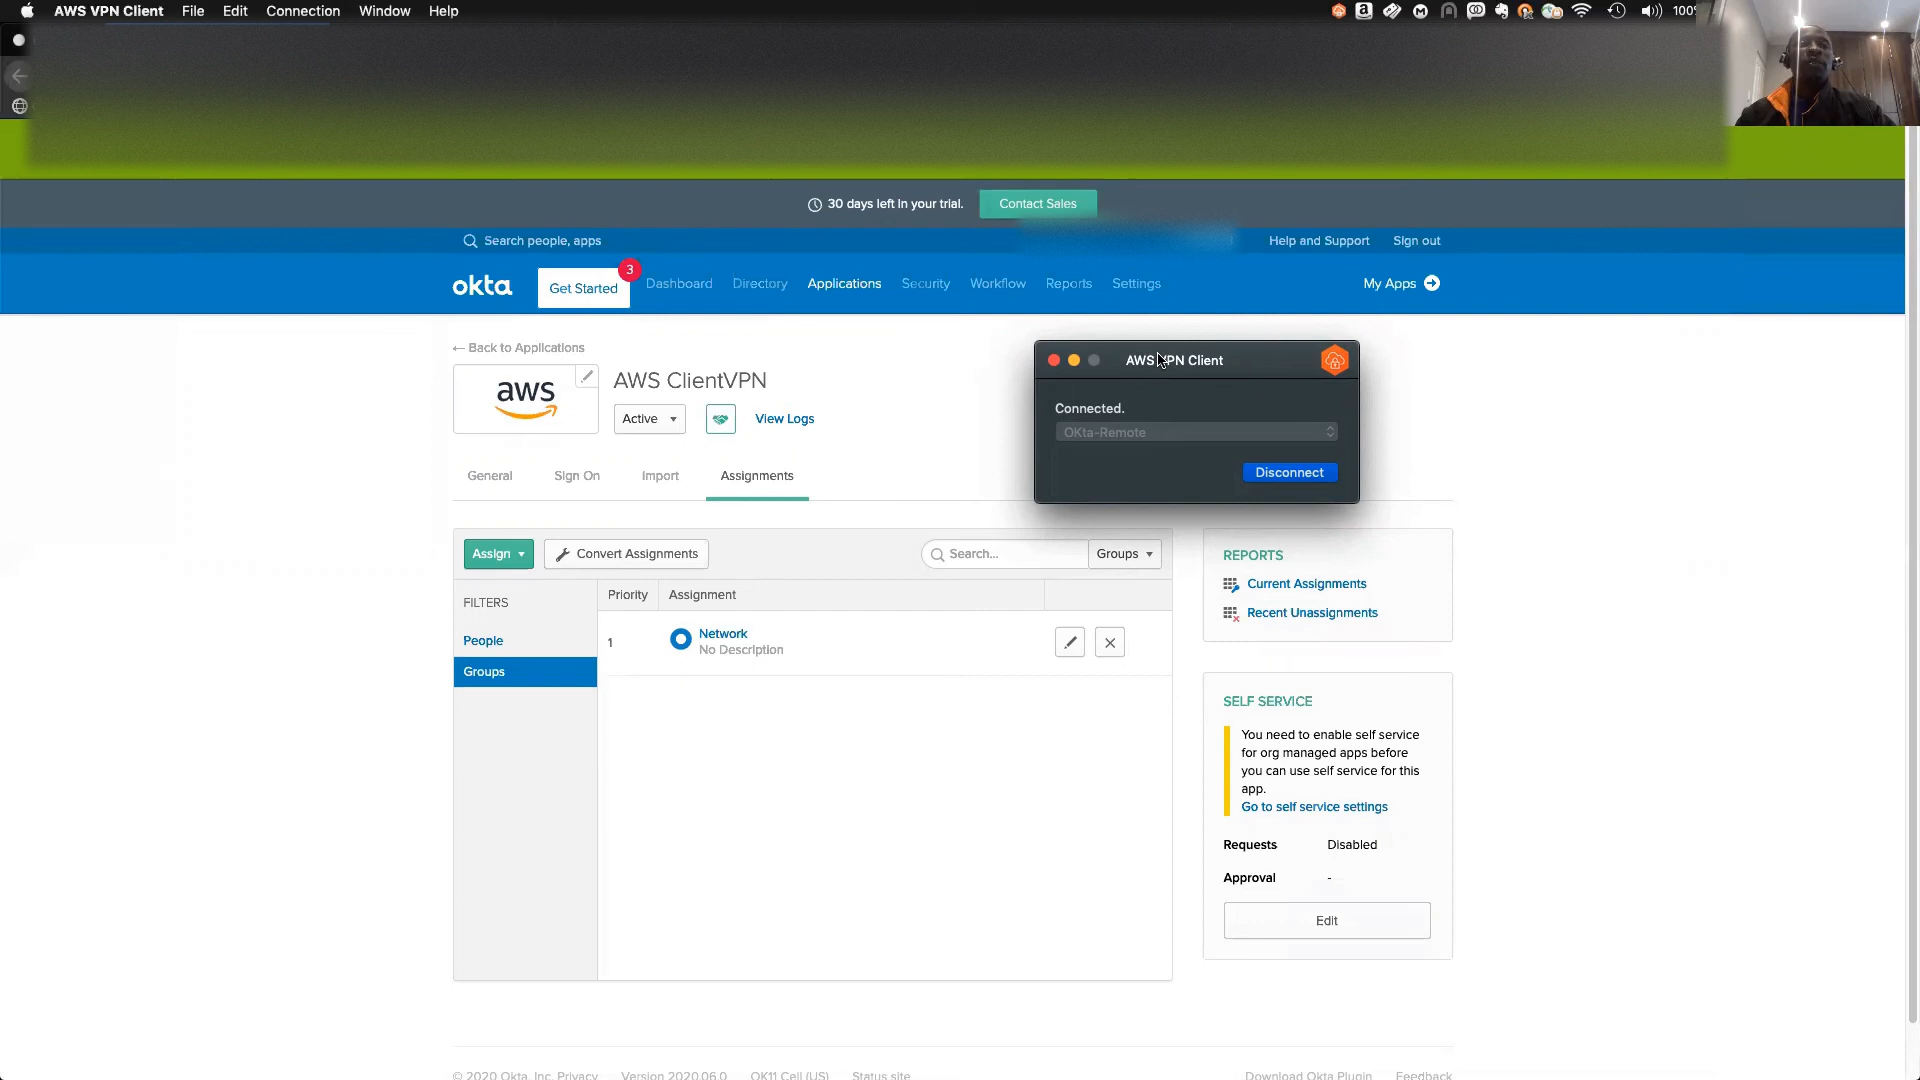 AWS VPN Client File Edit Connection Window Help 100%
30 days left in your trial. Contact Sales
Search people, apps Help and Support Sign out
okta Get Started 3 Dashboard Directory Applications Security Workflow Reports Settings My Apps
← Back to Applications
aws
AWS ClientVPN
Active View Logs
General Sign On Import Assignments
AWS VPN Client
Connected.
OKta-Remote
Disconnect
Assign Convert Assignments Search... Groups
FILTERS
People
Groups
Priority Assignment
1 Network
No Description
REPORTS
Current Assignments
Recent Unassignments
SELF SERVICE
You need to enable self service
for org managed apps before
you can use self service for this
app.
Go to self service settings
Requests Disabled
Approval -
Edit
© 2020 Okta, Inc. Privacy Version 2020.06.0 OK11 Cell (US) Status site Download Okta Plugin Feedback